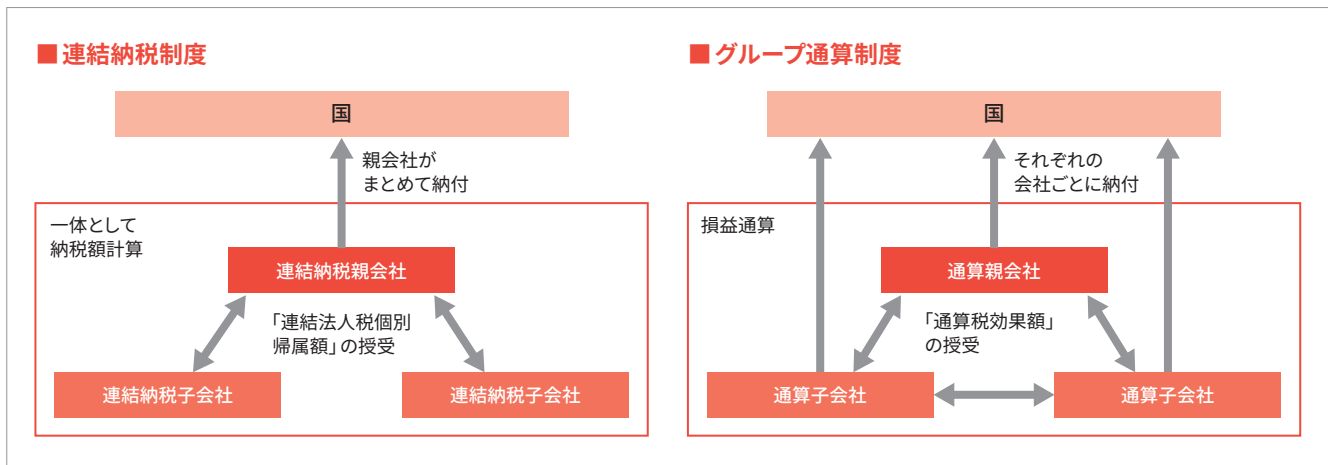 ■ 連結納税制度
国
親会社が
まとめて納付
一体として
納税額計算
連結納税親会社
「連結法人税個別
帰属額」の授受
連結納税子会社
連結納税子会社
■ グループ通算制度
国
それぞれの
会社ごとに納付
損益通算
通算親会社
「通算税効果額」
の授受
通算子会社
通算子会社